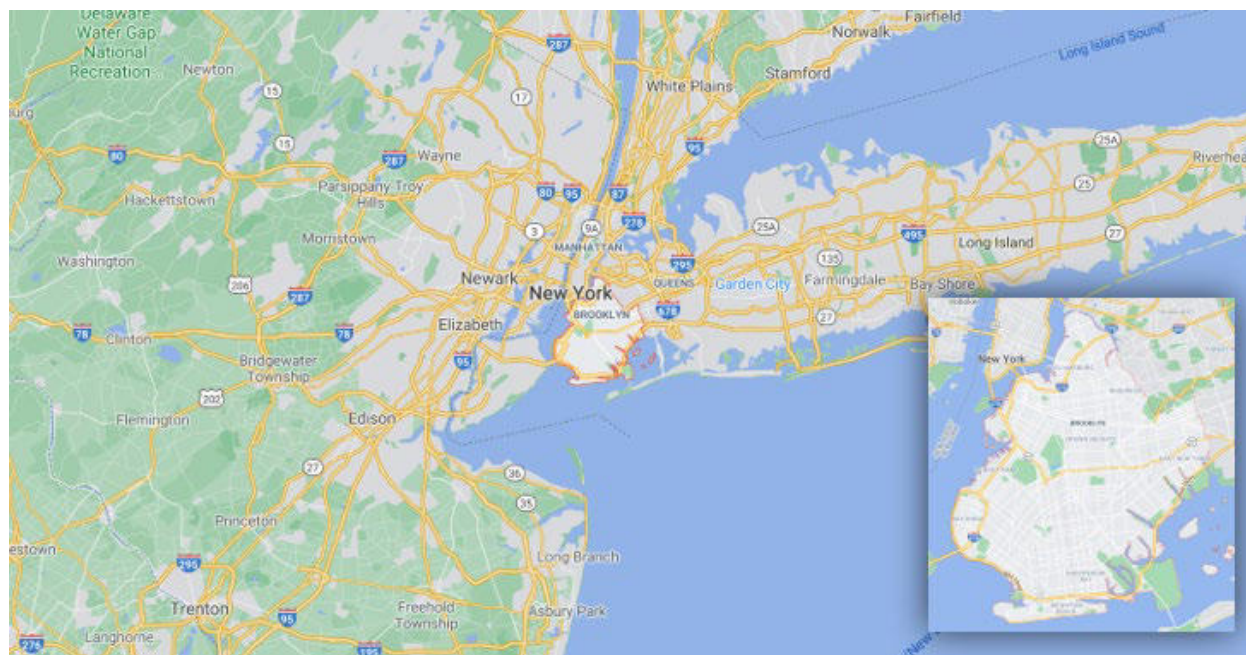 Delaware
Water Gap
National
Recreation...
Newton
15
15
17
287
Fairfield
Norwalk
Stamford
Long Island Sound
White Plains
95
80
287
Wayne
Parsippany Troy
Hills
Hackettstown
80
95
87
278
9A
3
MANHATTAN
25A
25A
25
Riverhea
27
495
Long Island
Morristown
Washington
206
287
Newark
New York
BROOKLYN
QUEENS
295
678
Garden City
135
Farmingdale
Bay Shore
27
Elizabeth
95
78
Clinton
78
Bridgewater
Township
202
Flemington
Edison
27
36
35
Princeton
estown
295
Long Branch
Trenton
95
Freehold
Township
Asbury Park
Langhorne
276
195
New York
BROOKLYN